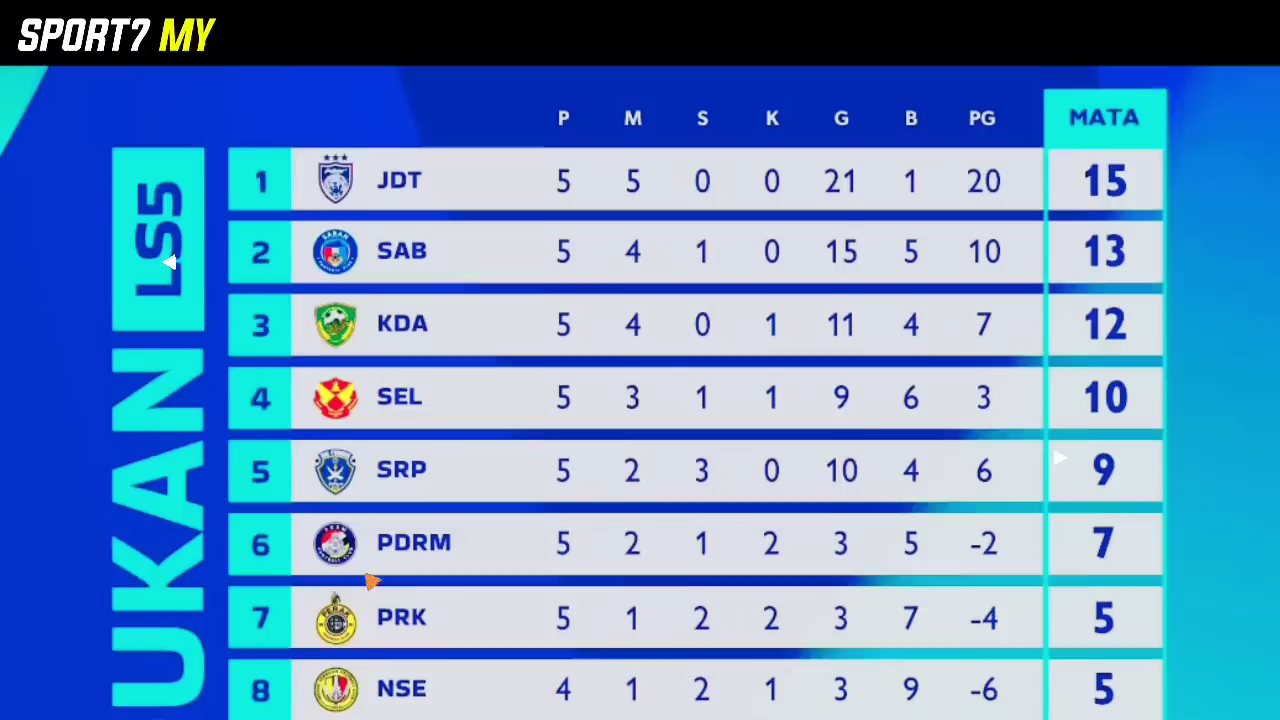 SPORT7 MY
P M S K G B PG MATA
1 JDT 5 5 0 0 21 1 20 15
2 SAB 5 4 1 0 15 5 10 13
3 KDA 5 4 0 1 11 4 7 12
4 SEL 5 3 1 1 9 6 3 10
5 SRP 5 2 3 0 10 4 6 9
6 PDRM 5 2 1 2 3 5 -2 7
7 PRK 5 1 2 2 3 7 -4 5
8 NSE 4 1 2 1 3 9 -6 5
UKAN LS5